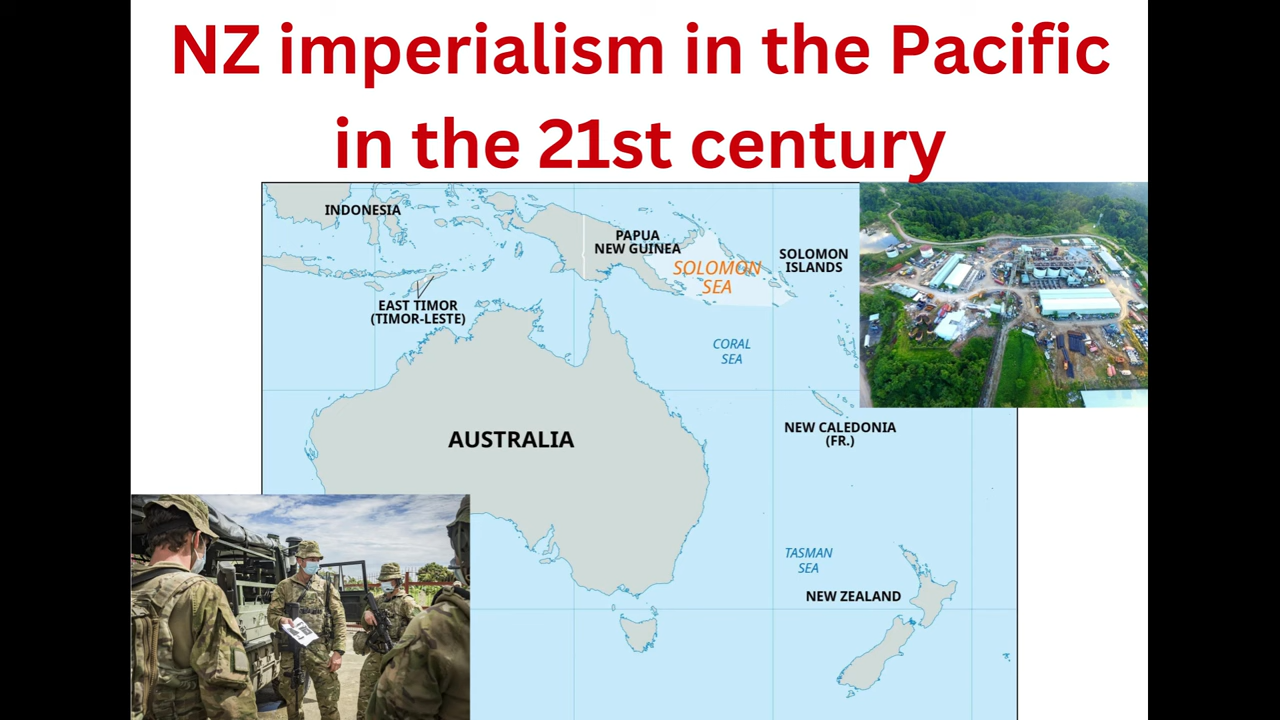 NZ imperialism in the Pacific
in the 21st century
INDONESIA
PAPUA
NEW GUINEA
SOLOMON
ISLANDS
SOLOMON
SEA
EAST TIMOR
(TIMOR-LESTE)
CORAL
SEA
NEW CALEDONIA
(FR.)
AUSTRALIA
TASMAN
SEA
NEW ZEALAND